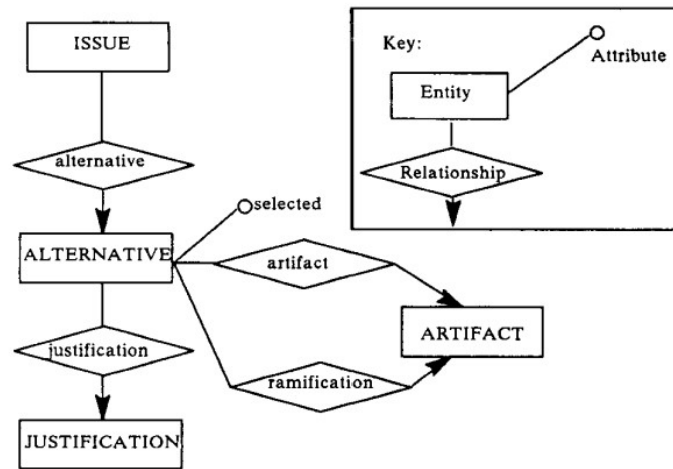 ISSUE
Key:
Attribute
Entity
alternative
Relationship
selected
ALTERNATIVE
artifact
ARTIFACT
justification
ramification
JUSTIFICATION